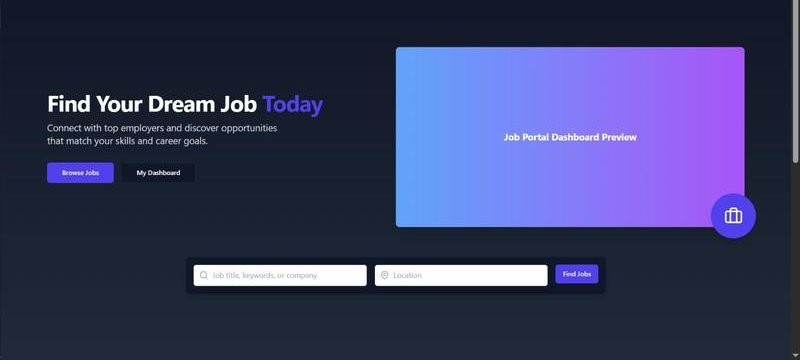 Find Your Dream Job Today
Connect with top employers and discover opportunities
that match your skills and career goals.
Browse Jobs
My Dashboard
Job Portal Dashboard Preview
Job title, keywords, or company
Location
Find Jobs